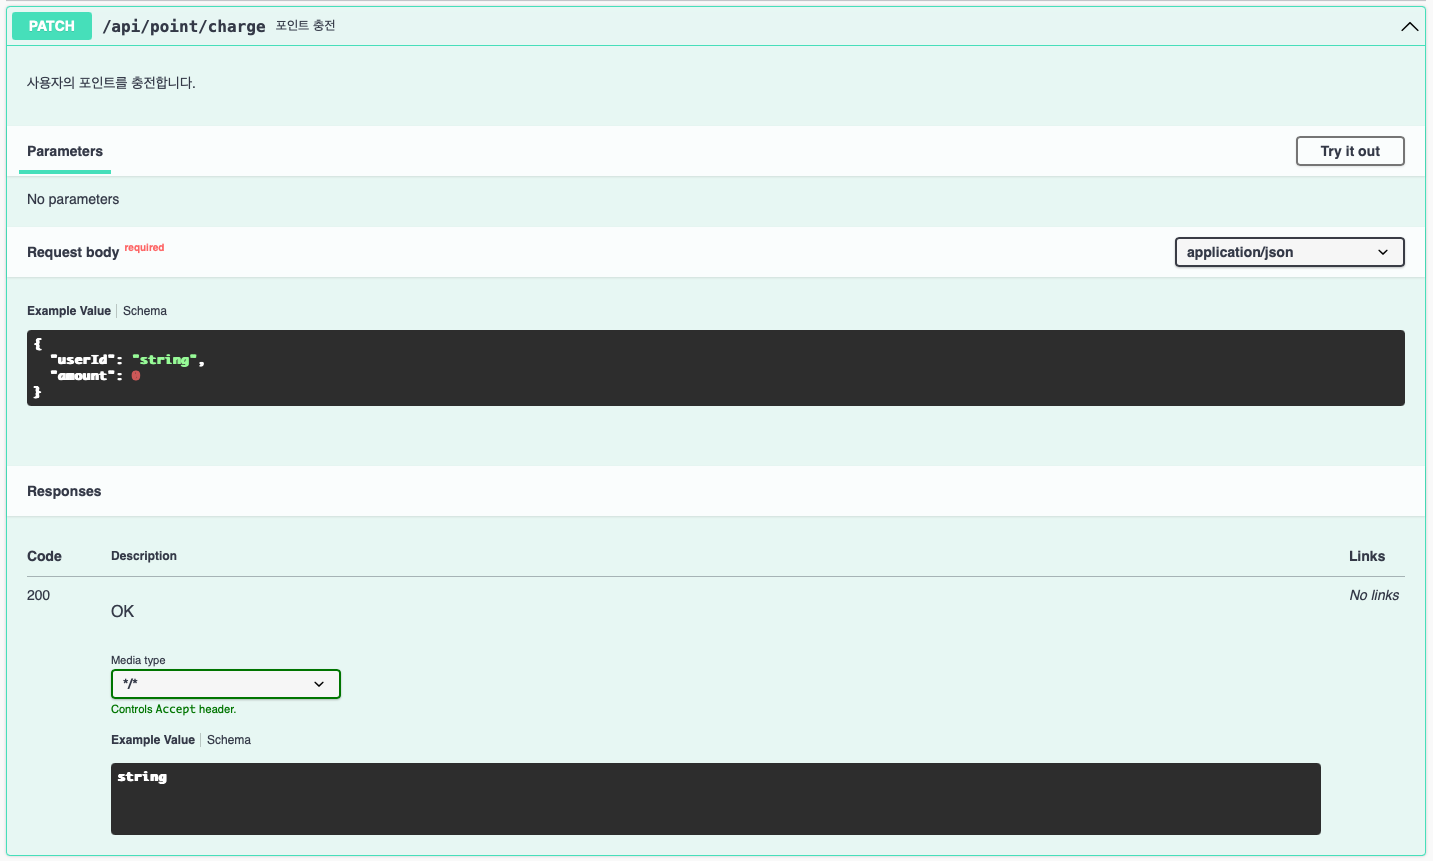 PATCH /api/point/charge 포인트 충전
사용자의 포인트를 충전합니다.
Parameters Try it out
No parameters
Request body required application/json
Example Value Schema
{
"userId": "string",
"amount": 0
}
Responses
Code Description Links
200 OK No links
Media type
*/*
Controls Accept header.
Example Value Schema
string